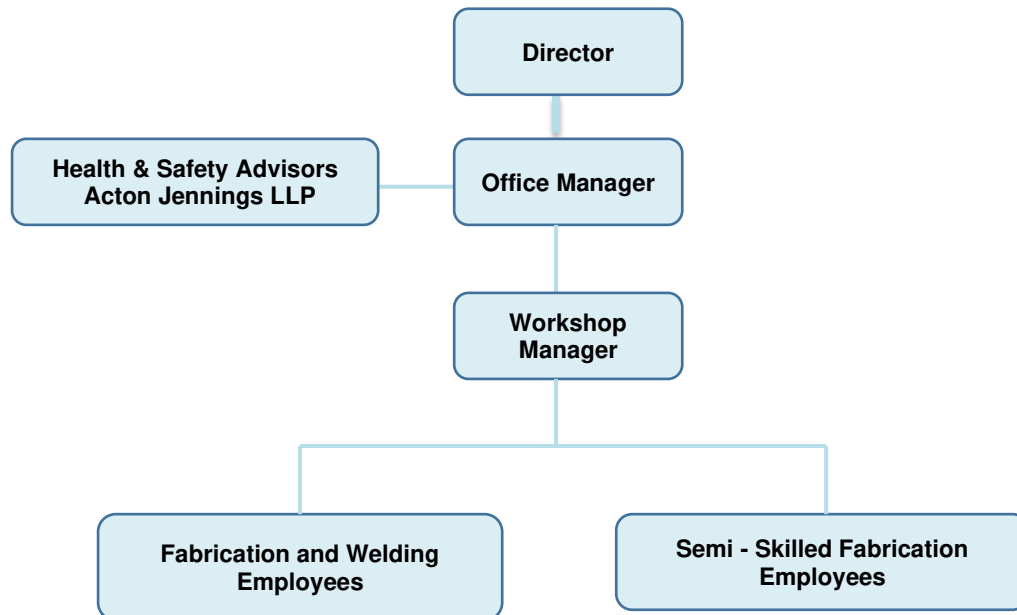 Director
Health & Safety Advisors
Acton Jennings LLP
Office Manager
Workshop
Manager
Fabrication and Welding
Employees
Semi - Skilled Fabrication
Employees